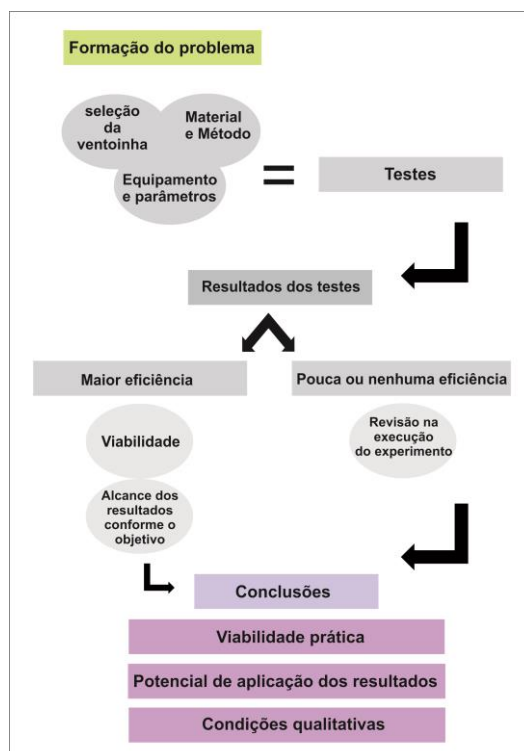 Formação do problema
seleção
da
ventoinha
Material
e Método
Equipamento
e parâmetros
=
Testes
Resultados dos testes
Maior eficiência
Pouca ou nenhuma eficiência
Viabilidade
Revisão na
execução
do experimento
Alcance dos
resultados
conforme o
objetivo
Conclusões
Viabilidade prática
Potencial de aplicação dos resultados
Condições qualitativas